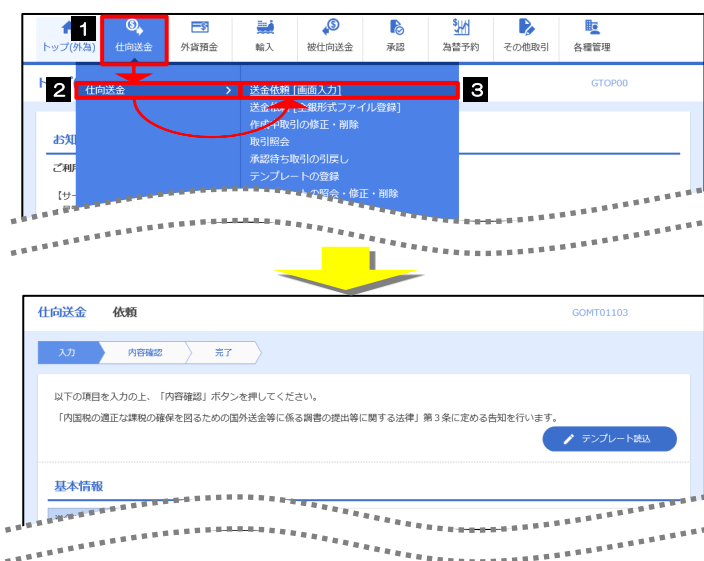 1
トップ(外為)
仕向送金
外貨預金
輸入
被仕向送金
承認
為替予約
その他取引
各種管理
ト
GTOP00
2
仕向送金
送金依頼 [画面入力]
3
送金依頼 [全銀形式ファイル登録]
作成中取引の修正・削除
お知
取引照会
承認待ち取引の引戻し
ご利用
テンプレートの登録
【サー
の照会・修正・削除
仕向送金 依頼
GOMT01103
入力
内容確認
完了
以下の項目を入力の上、「内容確認」ボタンを押してください。
「内国税の適正な課税の確保を図るための国外送金等に係る調書の提出等に関する法律」第3条に定める告知を行います。
テンプレート読込
基本情報